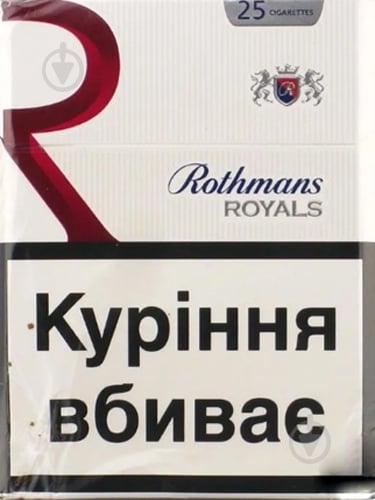 25 CIGARETTES
R
R
Rothmans
ROYALS
Куріння
вбиває